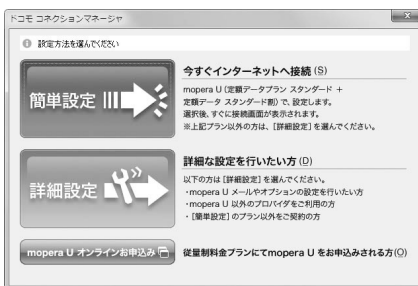 ドコモ コネクションマネージャ
設定方法を選んでください
簡単設定
今すぐインターネットへ接続 (S)
mopera U (定額データプラン スタンダード +
定額データ スタンダード割) で、設定します。
選択後、すぐに接続画面が表示されます。
※上記プラン以外の方は、[詳細設定] を選んでください。
詳細設定
詳細な設定を行いたい方 (D)
以下の方は [詳細設定] を選んでください。
・mopera U メールやオプションの設定を行いたい方
・mopera U 以外のプロバイダをご利用の方
・[簡単設定] のプラン以外をご契約の方
mopera U オンラインお申込み
従量制料金プランにてmopera U をお申込みされる方(O)